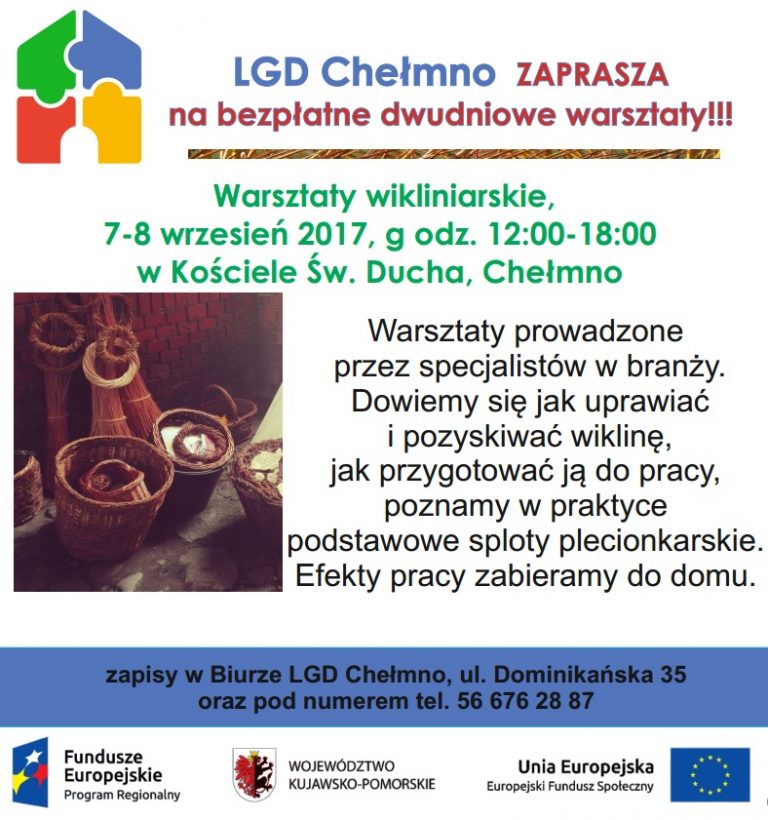 LGD Chełmno ZAPRASZA
na bezpłatne dwudniowe warsztaty!!!
Warsztaty wikliniarskie,
7-8 wrzesień 2017, g odz. 12:00-18:00
w Kościele Św. Ducha, Chełmno
Warsztaty prowadzone
przez specjalistów w branży.
Dowiemy się jak uprawiać
i pozyskiwać wiklinę,
jak przygotować ją do pracy,
poznamy w praktyce
podstawowe sploty plecionkarskie.
Efekty pracy zabieramy do domu.
zapisy w Biurze LGD Chełmno, ul. Dominikańska 35
oraz pod numerem tel. 56 676 28 87
Fundusze
Europejskie
Program Regionalny
WOJEWÓDZTWO
KUJAWSKO-POMORSKIE
Unia Europejska
Europejski Fundusz Społeczny